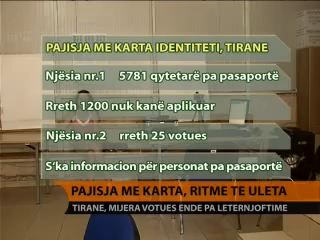 PAJISJA ME KARTA IDENTITETI, TIRANE
Njësia nr.1 5781 qytetarë pa pasaportë
Rreth 1200 nuk kanë aplikuar
Njësia nr.2 rreth 25 votues
S'ka informacion për personat pa pasaportë
PAJISJA ME KARTA, RITME TE ULETA
TIRANE, MIJERA VOTUES ENDE PA LETERNJOFTIME